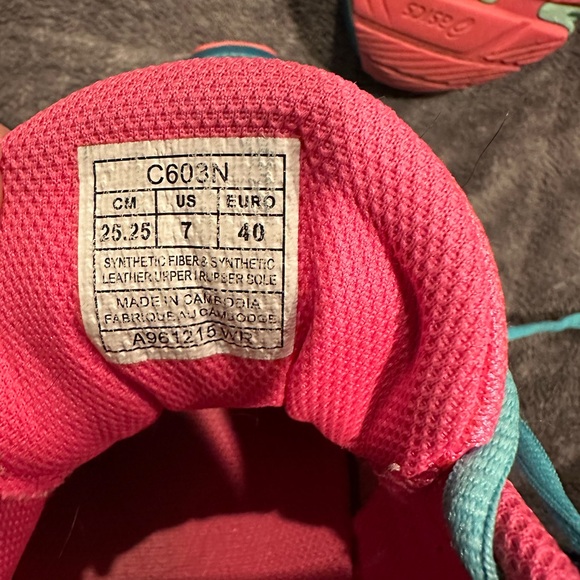 asics
C603N
CM US EURO
25.25 7 40
SYNTHETIC FIBER & SYNTHETIC
LEATHER UPPER / RUBBER SOLE
MADE IN CAMBODIA
FABRIQUE AU CAMBODGE
A961215 WR